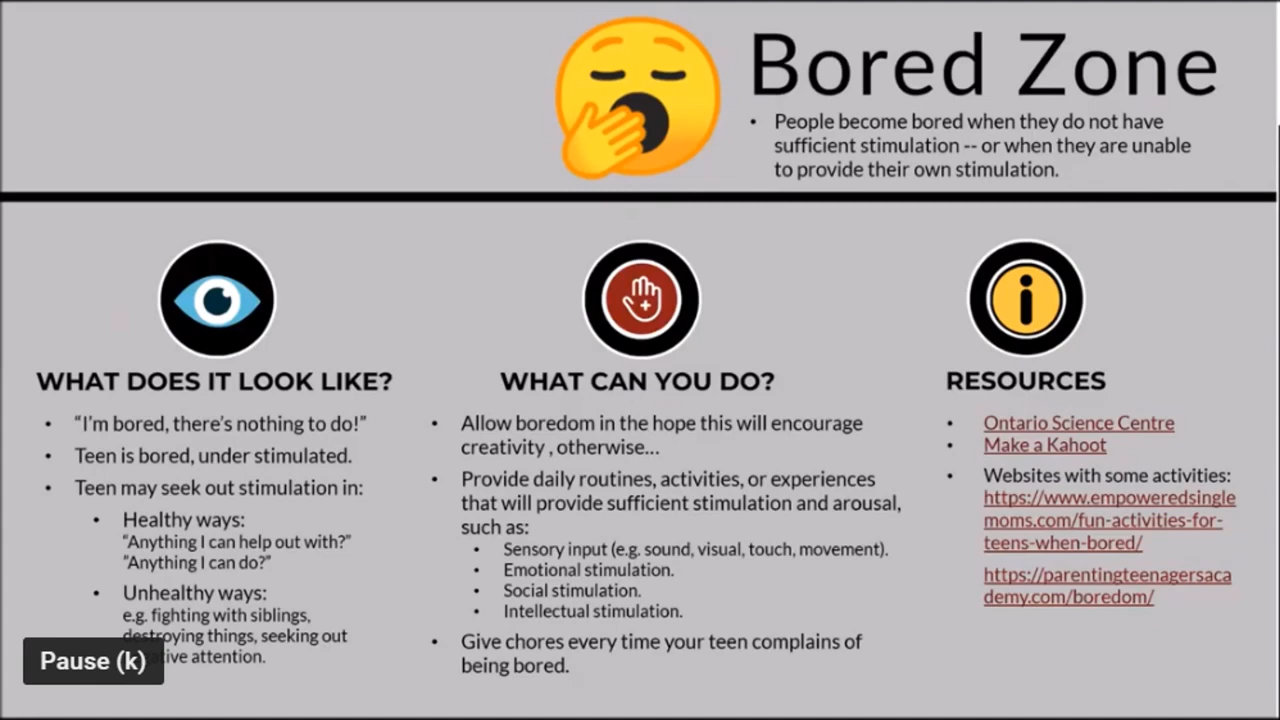 Bored Zone
• People become bored when they do not have
sufficient stimulation -- or when they are unable
to provide their own stimulation.
WHAT DOES IT LOOK LIKE?
• “I’m bored, there’s nothing to do!”
• Teen is bored, under stimulated.
• Teen may seek out stimulation in:
• Healthy ways:
“Anything I can help out with?”
”Anything I can do?”
• Unhealthy ways:
e.g. fighting with siblings,
destroying things, seeking out
attention.
Pause (k)
WHAT CAN YOU DO?
• Allow boredom in the hope this will encourage
creativity , otherwise…
• Provide daily routines, activities, or experiences
that will provide sufficient stimulation and arousal,
such as:
• Sensory input (e.g. sound, visual, touch, movement).
• Emotional stimulation.
• Social stimulation.
• Intellectual stimulation.
• Give chores every time your teen complains of
being bored.
RESOURCES
• Ontario Science Centre
• Make a Kahoot
• Websites with some activities:
https://www.empoweredsingle
moms.com/fun-activities-for-
teens-when-bored/
https://parentingteenagersaca
demy.com/boredom/